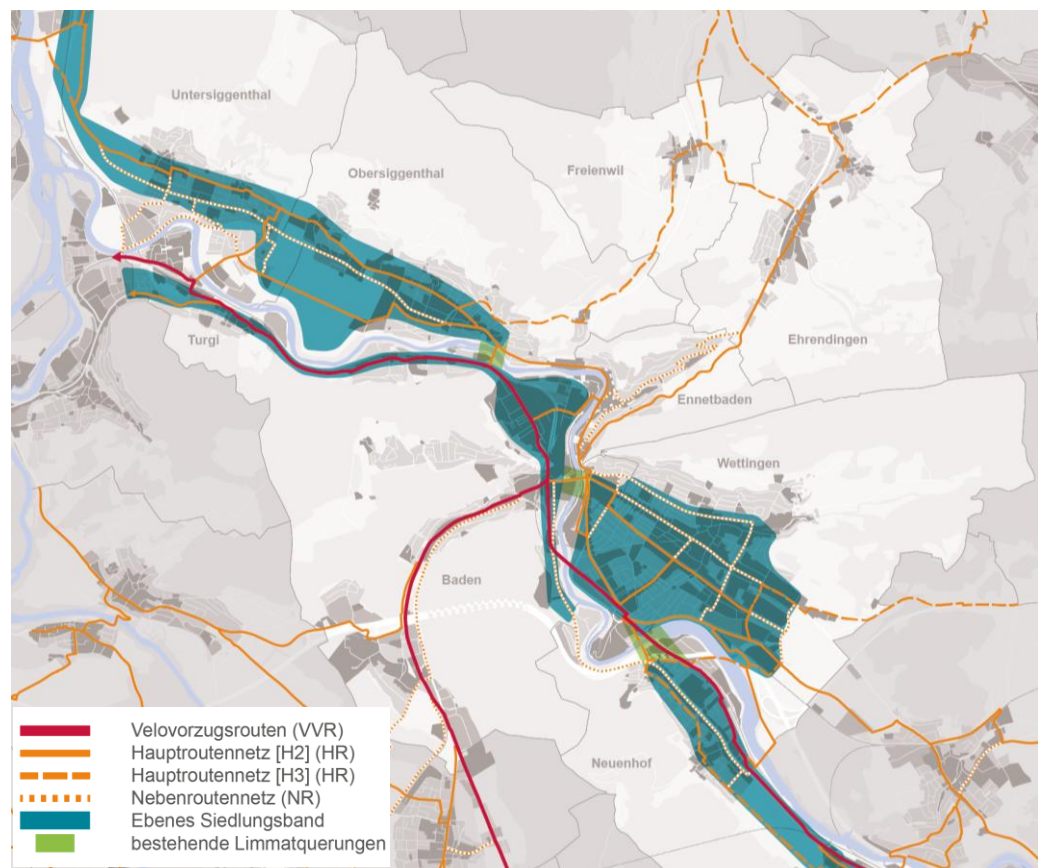 Untersiggenthal
Obersiggenthal
Freienwil
Turgi
Ehrendingen
Ennetbaden
Wettingen
Baden
Neuenhof
Velovorzugsrouten (VVR)
Hauptroutennetz [H2] (HR)
Hauptroutennetz [H3] (HR)
Nebenroutennetz (NR)
Ebenes Siedlungsband
bestehende Limmatquerungen